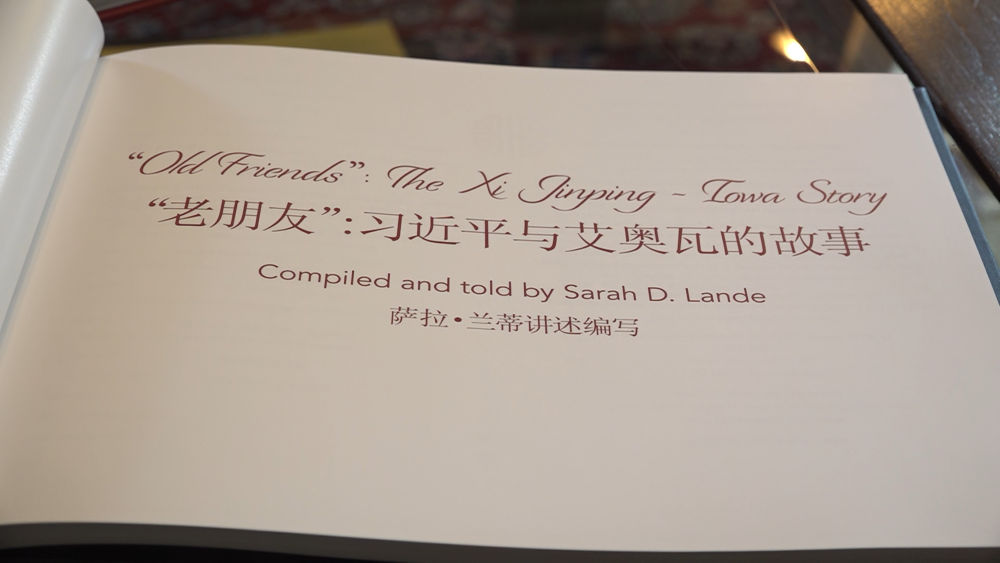 “Old Friends”: The Xi Jinping ~ Iowa Story
“老朋友”:习近平与艾奥瓦的故事
Compiled and told by Sarah D. Lande
萨拉•兰蒂讲述编写